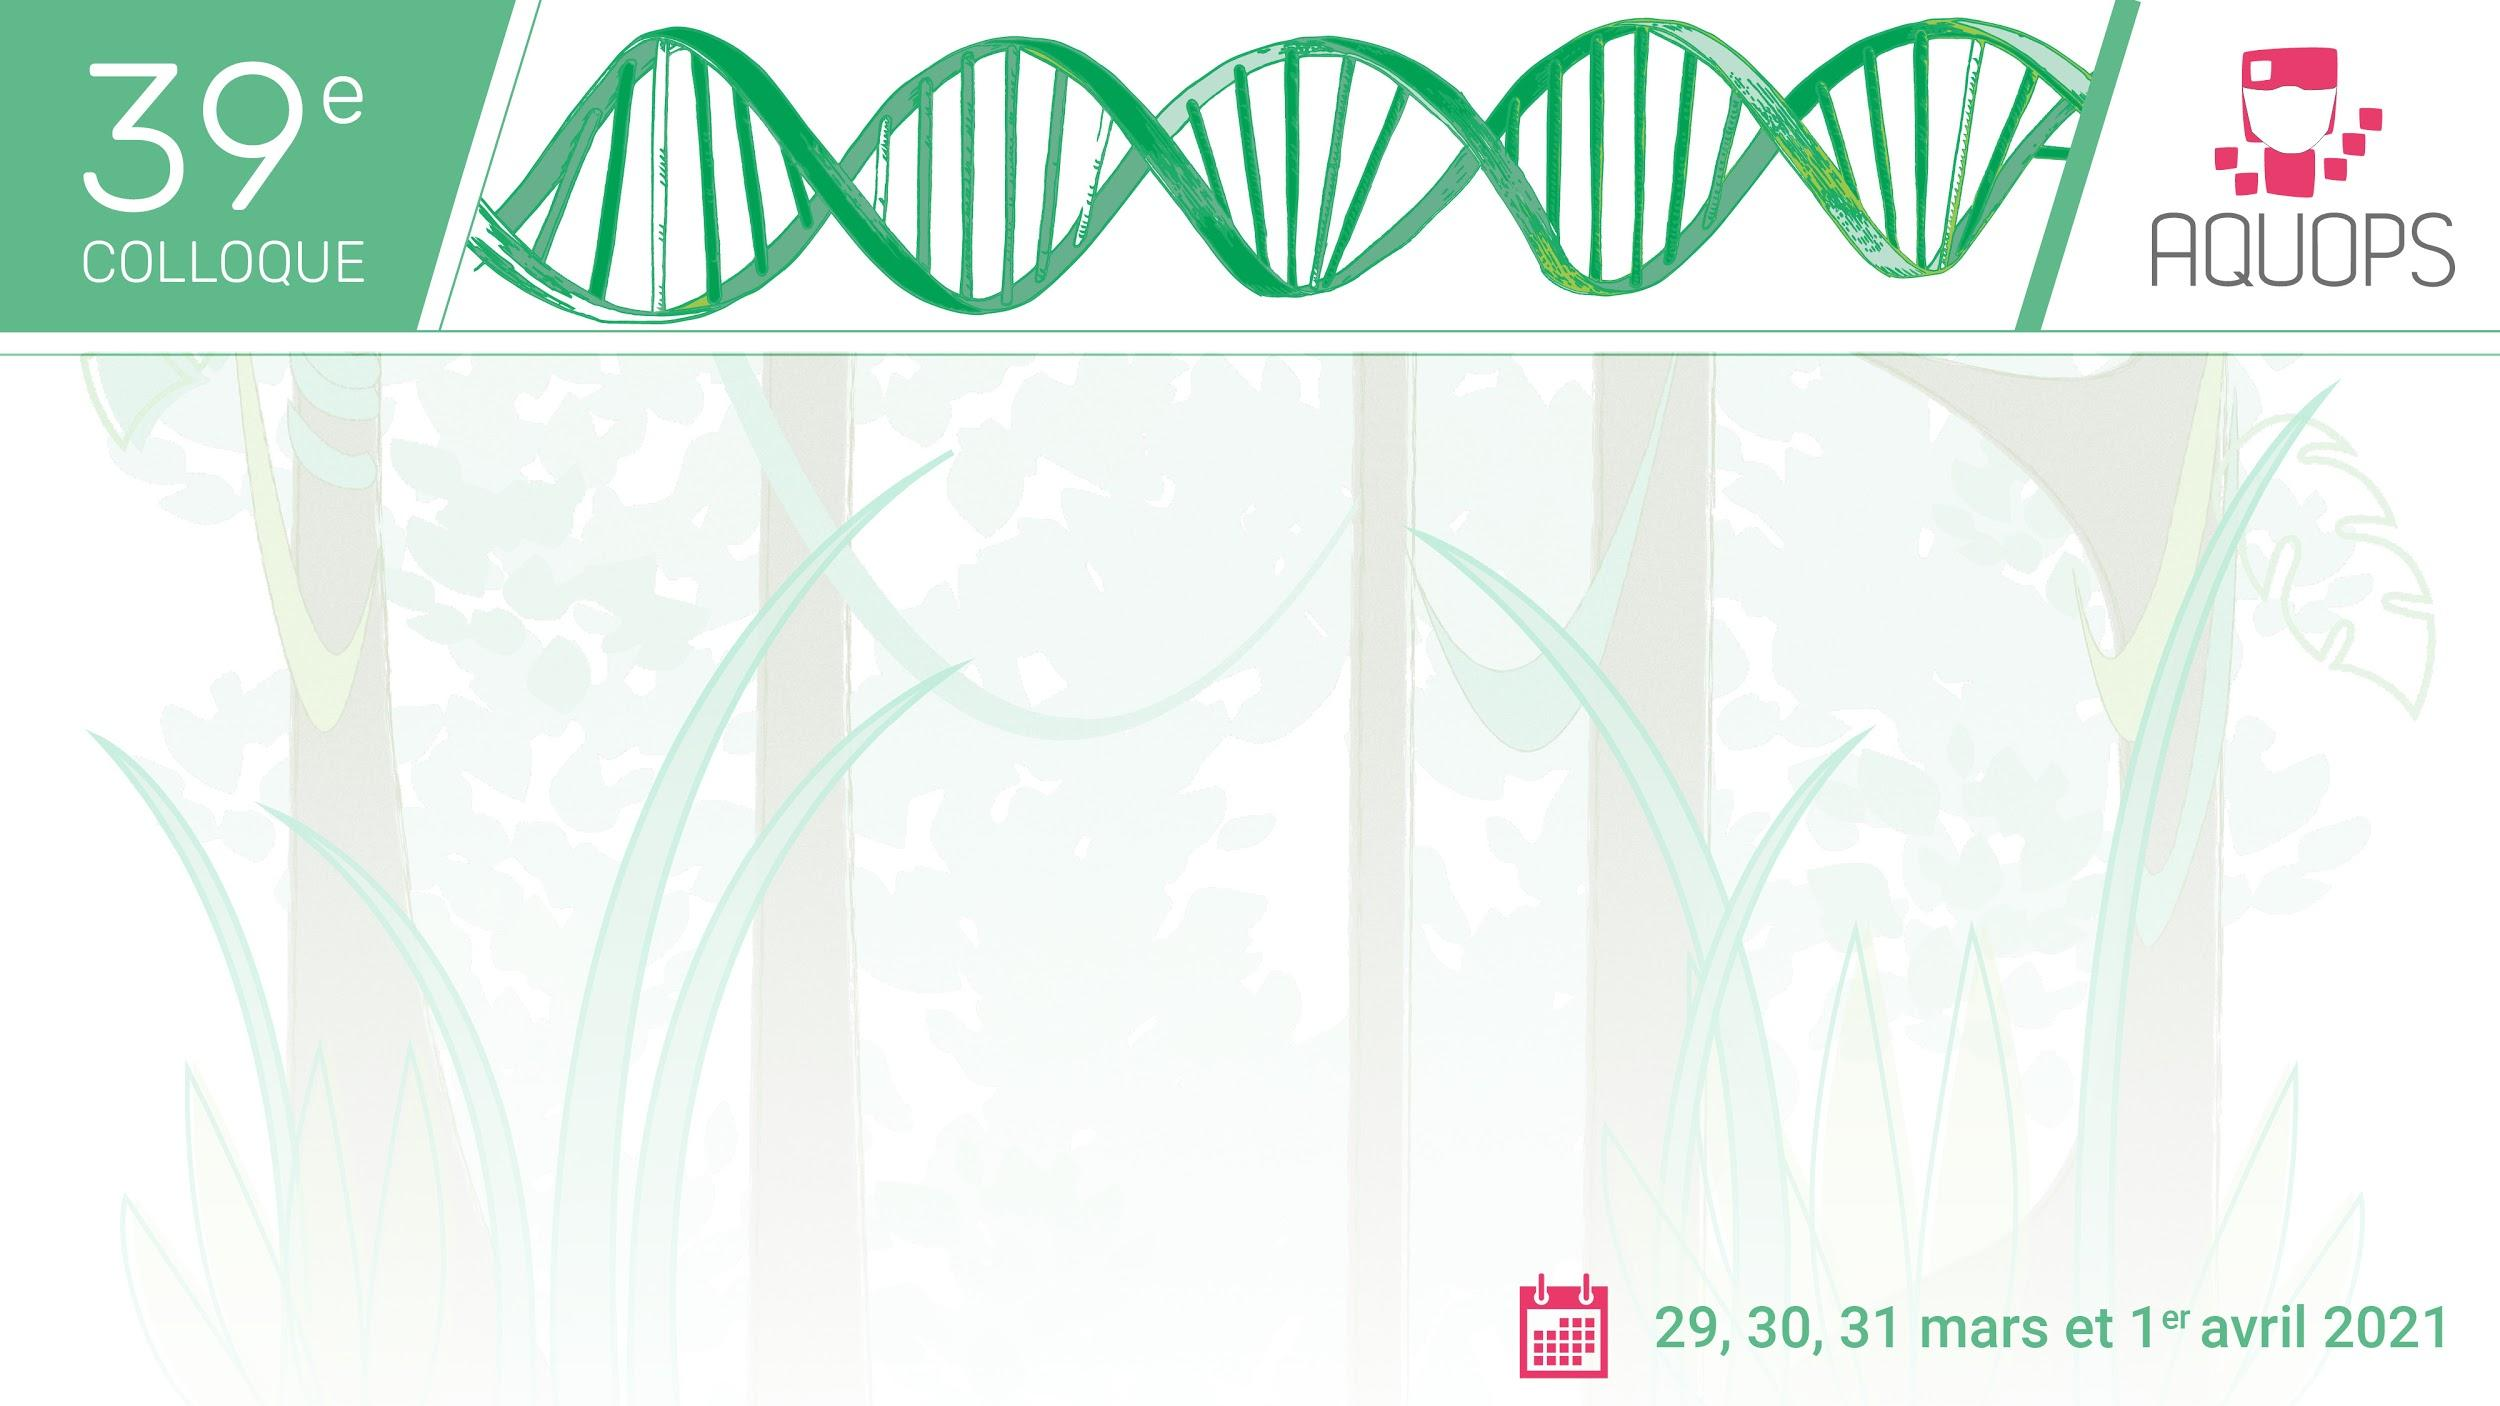 39e
COLLOQUE
AQUOPS
29, 30, 31 mars et 1er avril 2021